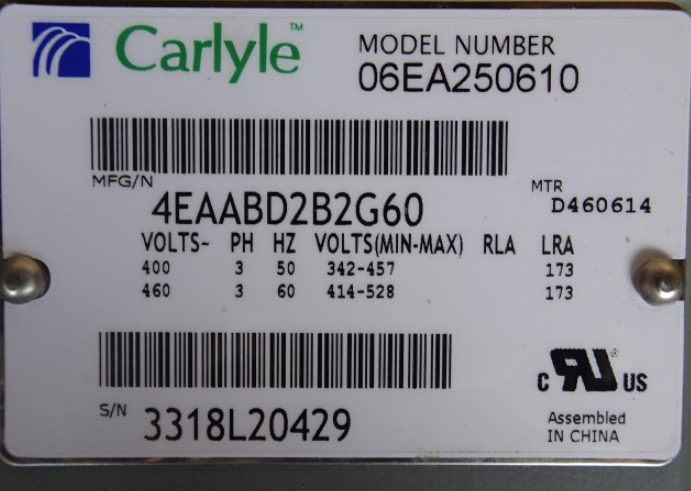 Carlyle™
MODEL NUMBER
06EA250610
MFG/N
4EAABD2B2G60
MTR
D460614
VOLTS~ PH HZ VOLTS(MIN-MAX) RLA LRA
400 3 50 342-457 173
460 3 60 414-528 173
S/N 3318L20429
C RU® US
Assembled
IN CHINA